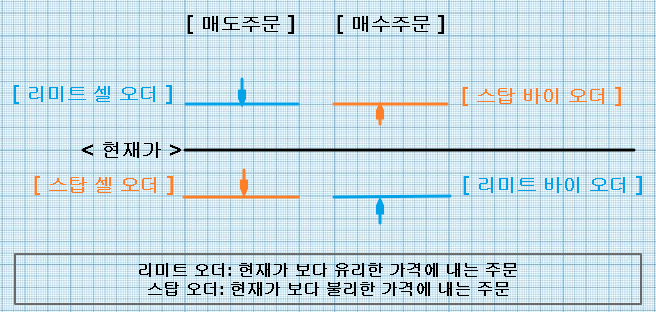 [ 매도주문 ] [ 매수주문 ]
[ 리미트 셀 오더 ] [ 스탑 바이 오더 ]
< 현재가 >
[ 스탑 셀 오더 ] [ 리미트 바이 오더 ]
리미트 오더: 현재가 보다 유리한 가격에 내는 주문
스탑 오더: 현재가 보다 불리한 가격에 내는 주문